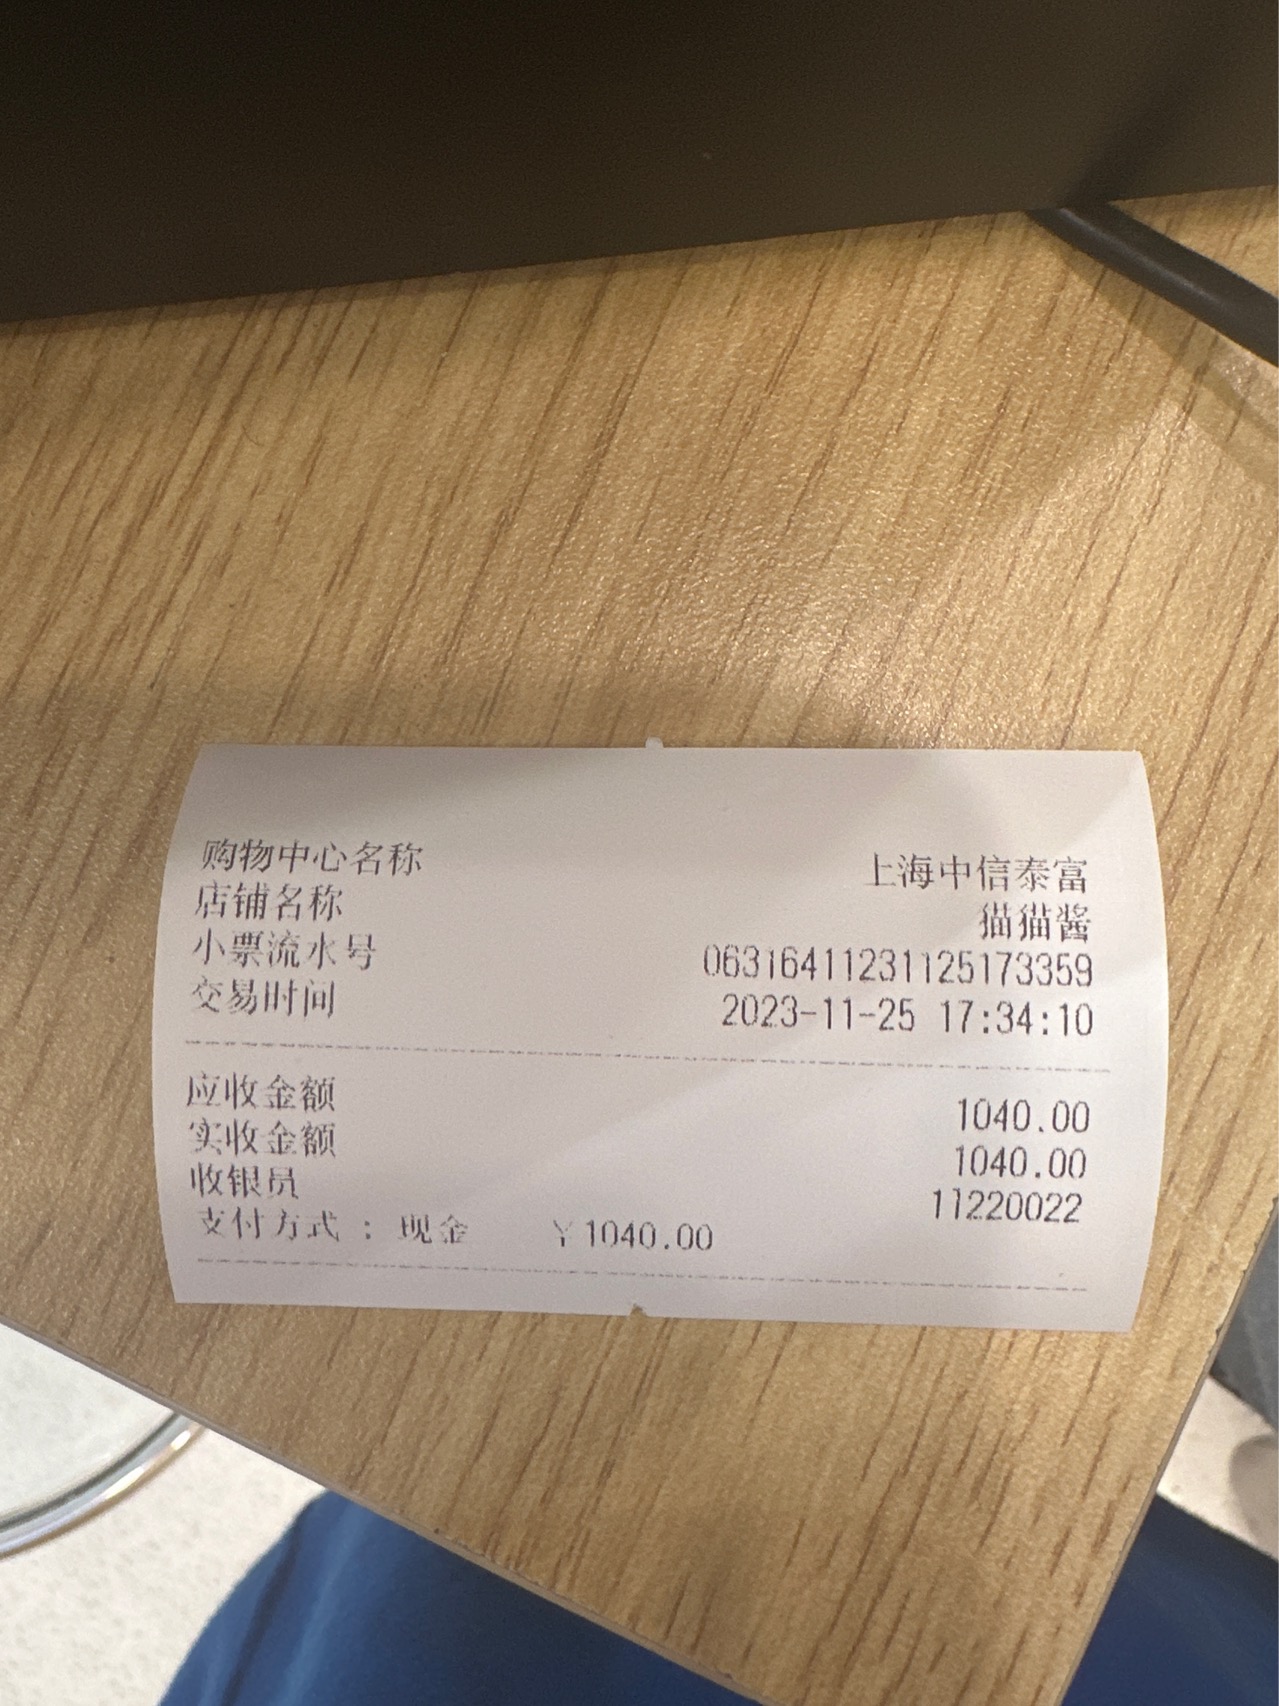 购物中心名称 上海中信泰富
店铺名称 猫猫酱
小票流水号 06316411231125173359
交易时间 2023-11-25 17:34:10
应收金额 1040.00
实收金额 1040.00
收银员 11220022
支付方式 : 现金 ¥1040.00